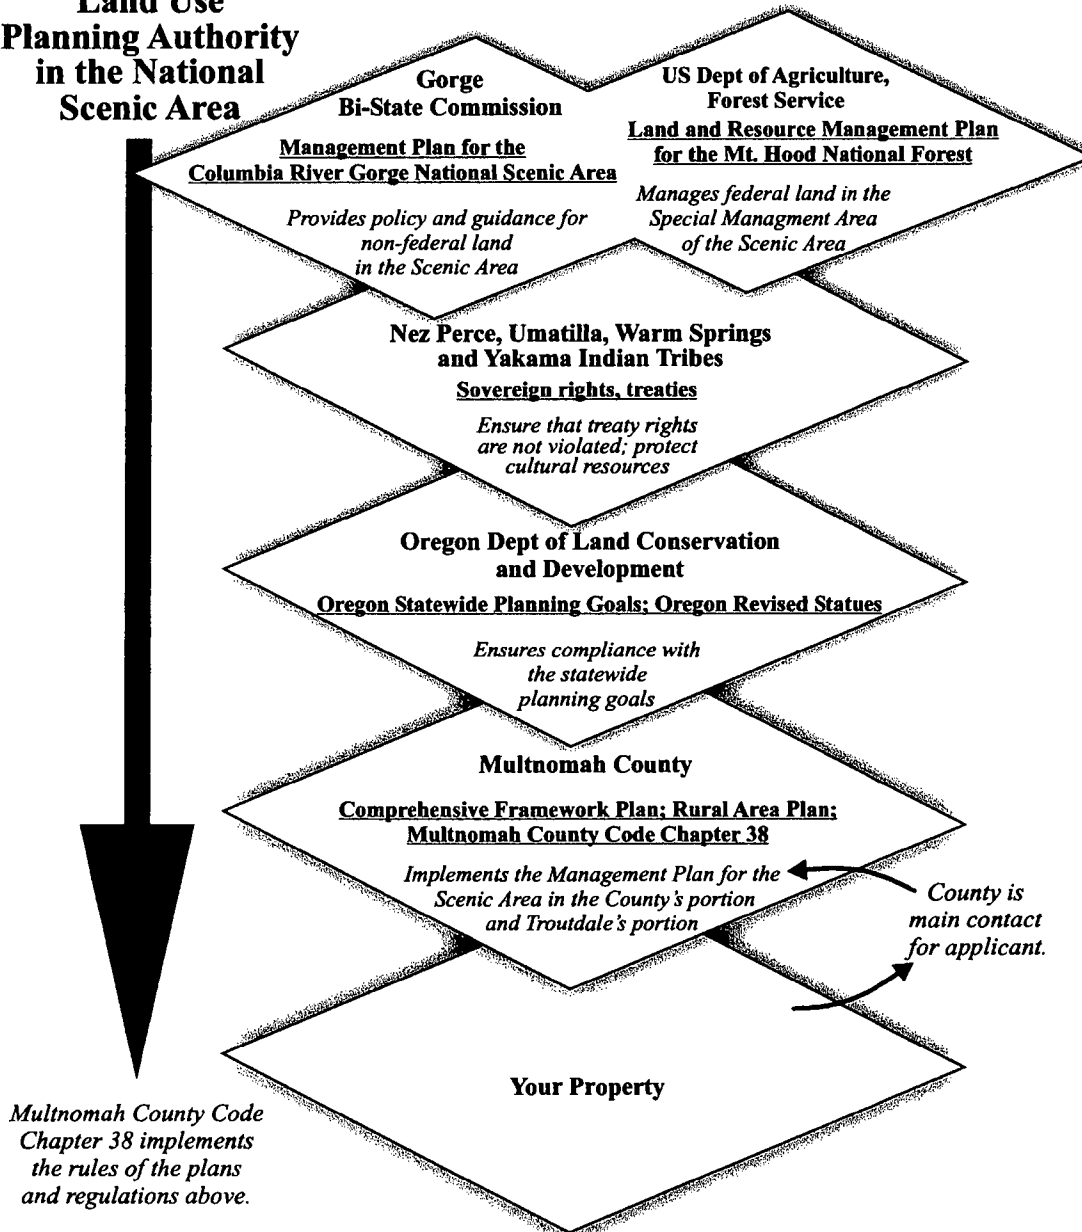 Land Use
Planning Authority
in the National
Scenic Area
Gorge
Bi-State Commission
Management Plan for the
Columbia River Gorge National Scenic Area
Provides policy and guidance for
non-federal land
in the Scenic Area
US Dept of Agriculture,
Forest Service
Land and Resource Management Plan
for the Mt. Hood National Forest
Manages federal land in the
Special Managment Area
of the Scenic Area
Nez Perce, Umatilla, Warm Springs
and Yakama Indian Tribes
Sovereign rights, treaties
Ensure that treaty rights
are not violated; protect
cultural resources
Oregon Dept of Land Conservation
and Development
Oregon Statewide Planning Goals; Oregon Revised Statues
Ensures compliance with
the statewide
planning goals
Multnomah County
Comprehensive Framework Plan; Rural Area Plan;
Multnomah County Code Chapter 38
Implements the Management Plan for the
Scenic Area in the County's portion
and Troutdale's portion
County is
main contact
for applicant.
Your Property
Multnomah County Code
Chapter 38 implements
the rules of the plans
and regulations above.